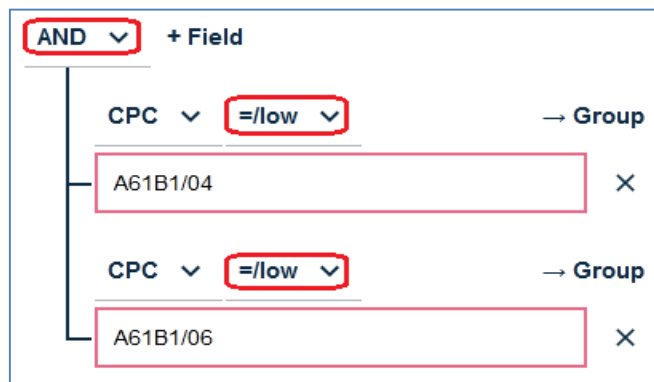 AND + Field
CPC =/low → Group
A61B1/04
CPC =/low → Group
A61B1/06